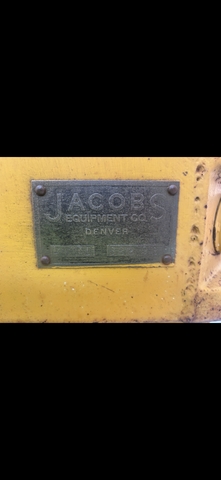 JACOBS
EQUIPMENT CO.
DENVER